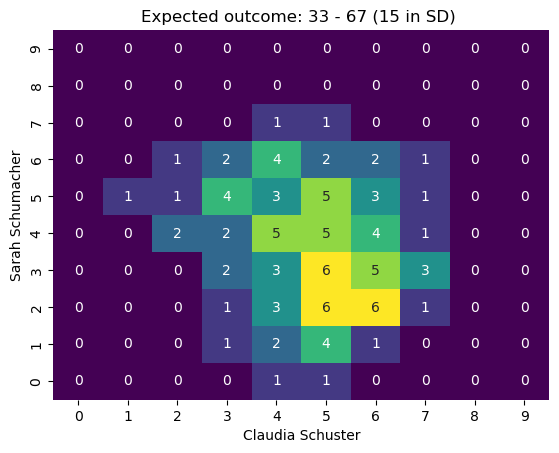 Expected outcome: 33 - 67 (15 in SD)
9 0 0 0 0 0 0 0 0 0 0
8 0 0 0 0 0 0 0 0 0 0
7 0 0 0 0 1 1 0 0 0 0
6 0 0 1 2 4 2 2 1 0 0
5 0 1 1 4 3 5 3 1 0 0
4 0 0 2 2 5 5 4 1 0 0
3 0 0 0 2 3 6 5 3 0 0
2 0 0 0 1 3 6 6 1 0 0
1 0 0 0 1 2 4 1 0 0 0
0 0 0 0 0 1 1 0 0 0 0
Sarah Schumacher
0 1 2 3 4 5 6 7 8 9
Claudia Schuster